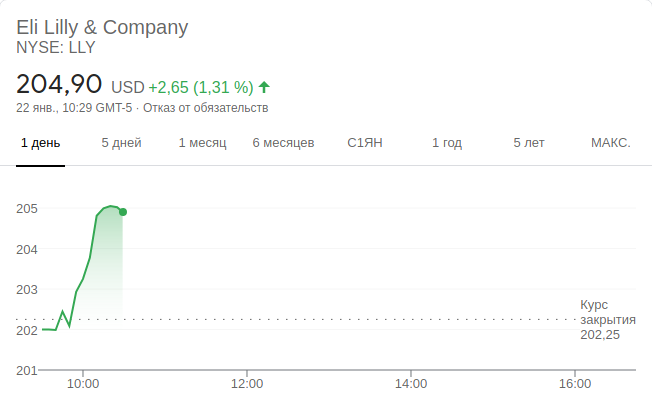 Eli Lilly & Company
NYSE: LLY
204,90 USD +2,65 (1,31 %)
22 янв., 10:29 GMT-5 · Отказ от обязательств
1 день 5 дней 1 месяц 6 месяцев С1ЯН 1 год 5 лет МАКС.
205
204
203
Курс
закрытия
202,25
202
201
10:00 12:00 14:00 16:00